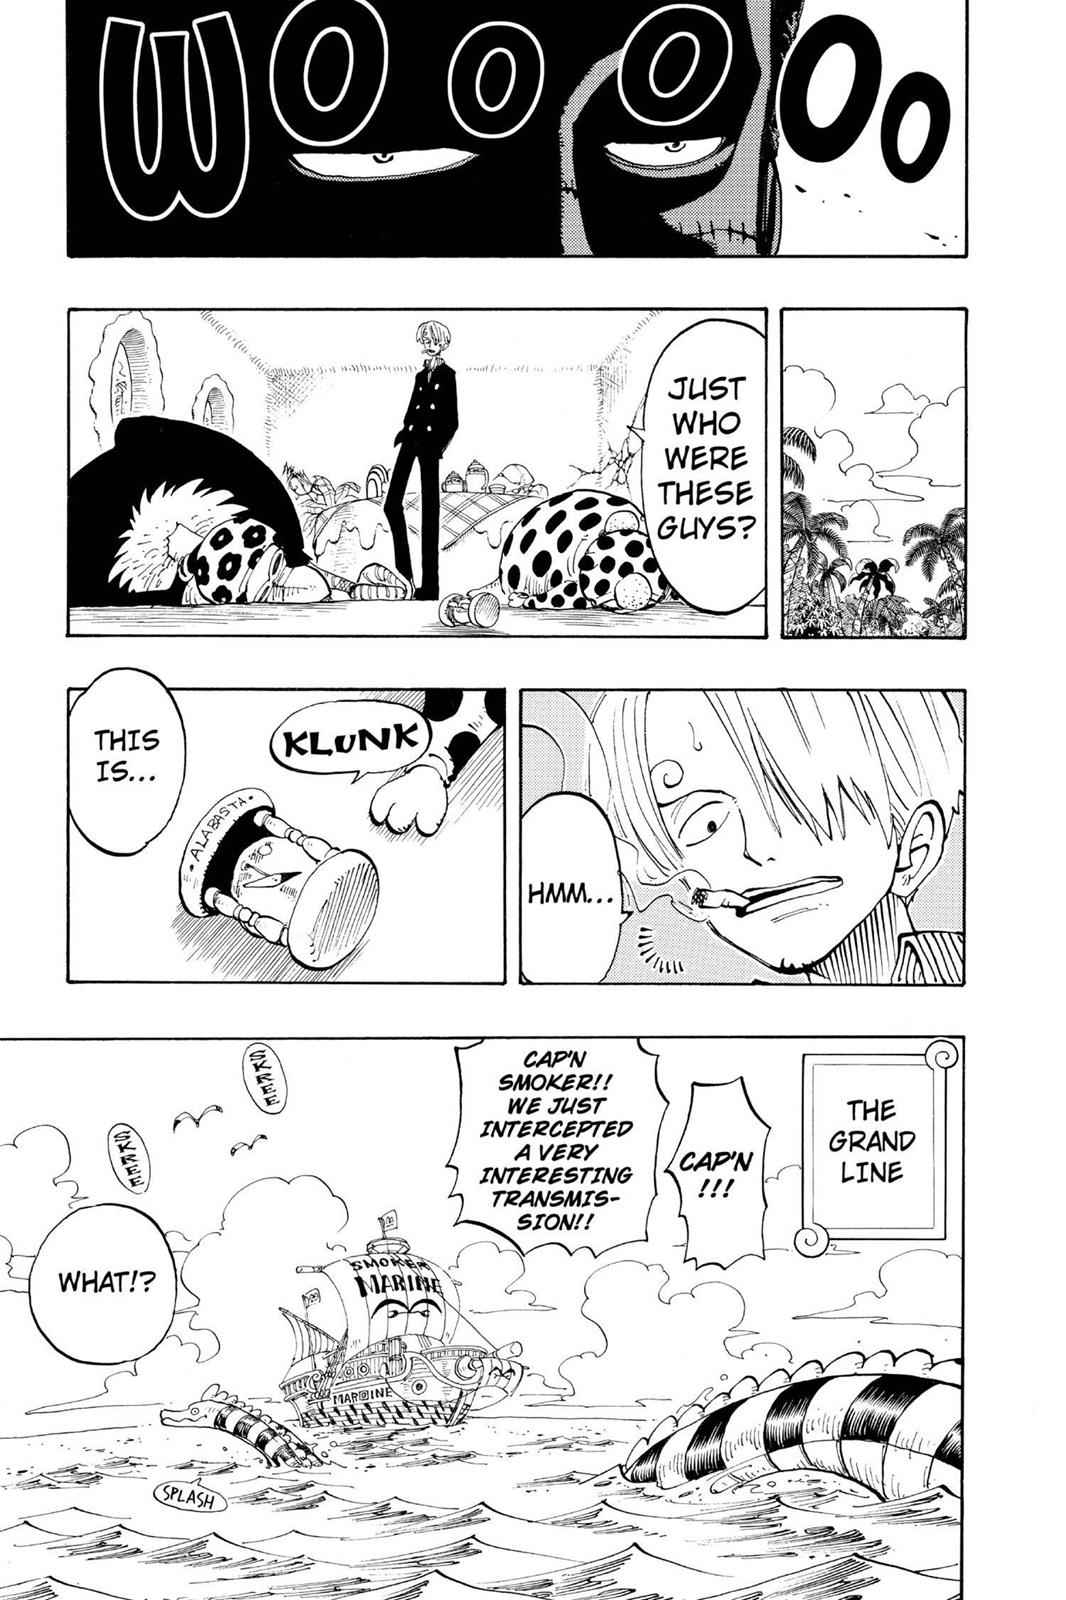 WOOOOOO
JUST
WHO
WERE
THESE
GUYS?
HMM...
THIS
IS...
KLUNK
•ALABASTA•
THE
GRAND
LINE
CAP'N
!!!
CAP'N
SMOKER!!
WE JUST
INTERCEPTED
A VERY
INTERESTING
TRANSMIS-
SION!!
SKREE
SKREE
WHAT!?
SMOKER
MARINE
MARINE
SPLASH